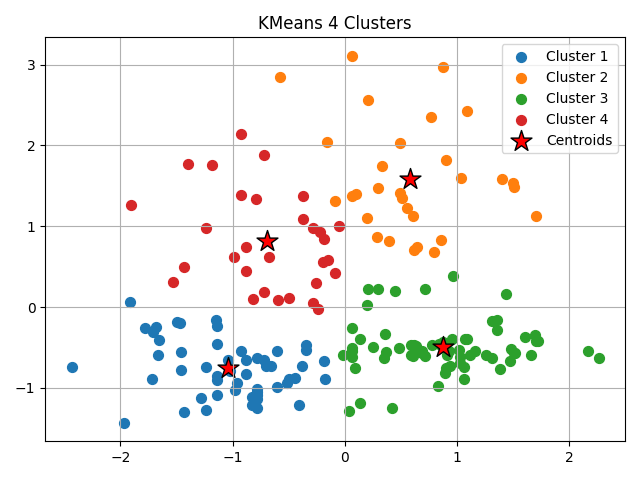 KMeans 4 Clusters
Cluster 1
Cluster 2
Cluster 3
Cluster 4
Centroids
3
2
1
0
−1
−2
−1
0
1
2